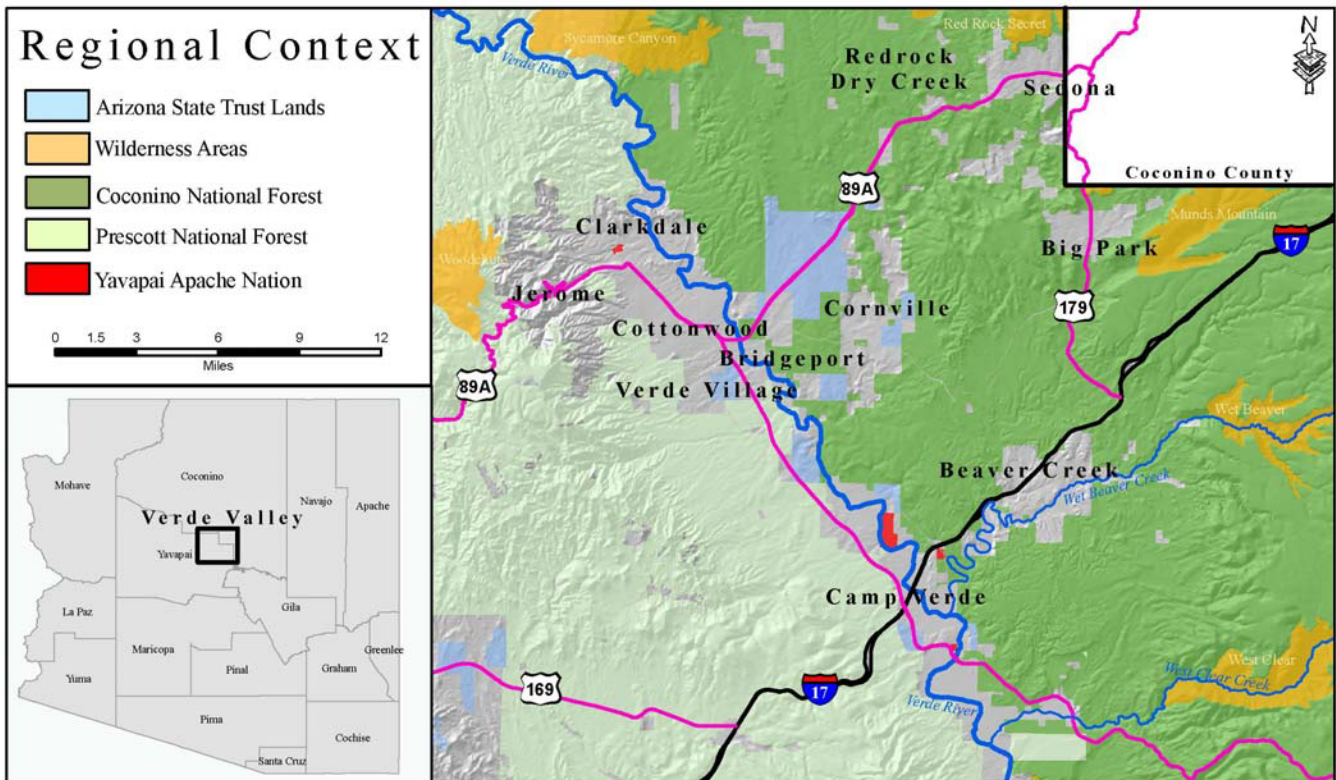 Regional Context
Arizona State Trust Lands
Wilderness Areas
Coconino National Forest
Prescott National Forest
Yavapai Apache Nation
0 1.5 3 6 9 12
Miles
Mohave
Coconino
Navajo
Apache
Verde Valley
Yavapai
La Paz
Gila
Maricopa
Greenlee
Yuma
Pinal
Graham
Pima
Cochise
Santa Cruz
Sycamore Canyon
Red Rock Secret
N
Verde River
Redrock
Dry Creek
Sedona
Coconino County
89A
Munds Mountain
Clarkdale
17
Big Park
Woodchute
Jerome
179
Cornville
Cottonwood
Bridgeport
89A
Verde Village
Wet Beaver
Beaver Creek
Wet Beaver Creek
Camp Verde
West Clear
West Clear Creek
169
17
Verde River